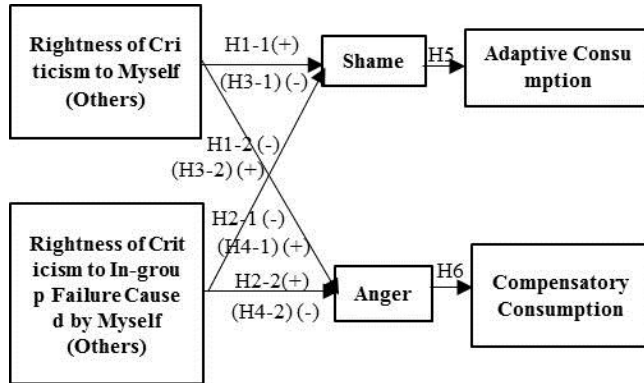 Rightness of Cri
ticism to Myself
(Others)
H1-1(+)
(H3-1) (-)
Shame
H5
Adaptive Consu
mption
H1-2 (-)
(H3-2) (+)
H2-1 (-)
(H4-1) (+)
Rightness of Crit
icism to In-grou
p Failure Cause
d by Myself
(Others)
H2-2(+)
(H4-2) (-)
Anger
H6
Compensatory
Consumption